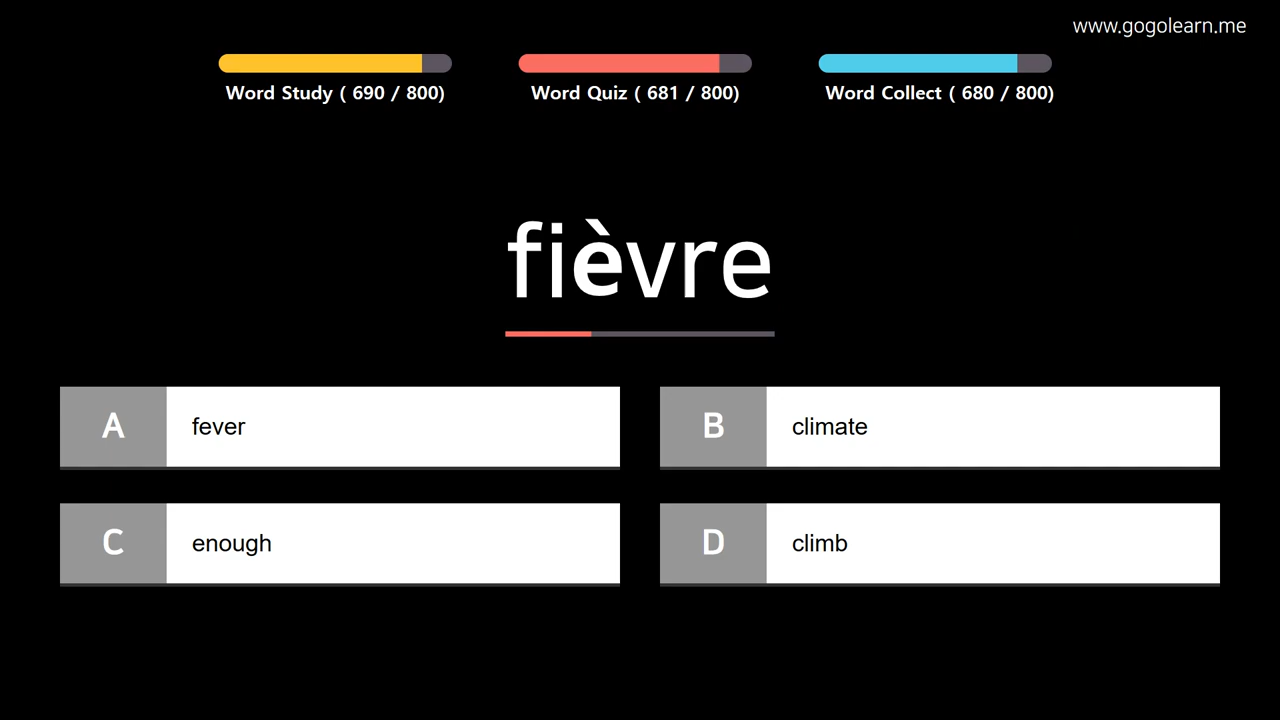 www.gogolearn.me
Word Study ( 690 / 800)
Word Quiz ( 681 / 800)
Word Collect ( 680 / 800)
fièvre
A fever
B climate
C enough
D climb